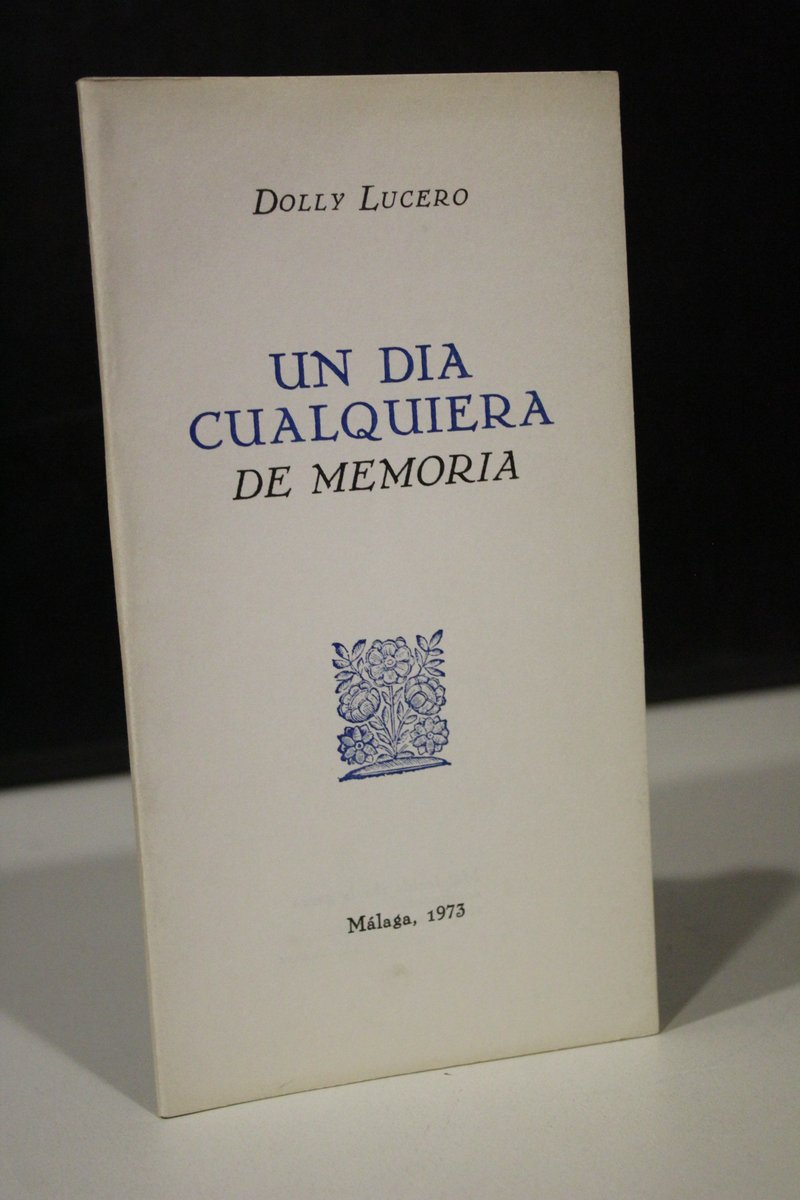 DOLLY LUCERO
UN DIA
CUALQUIERA
DE MEMORIA
Málaga, 1973